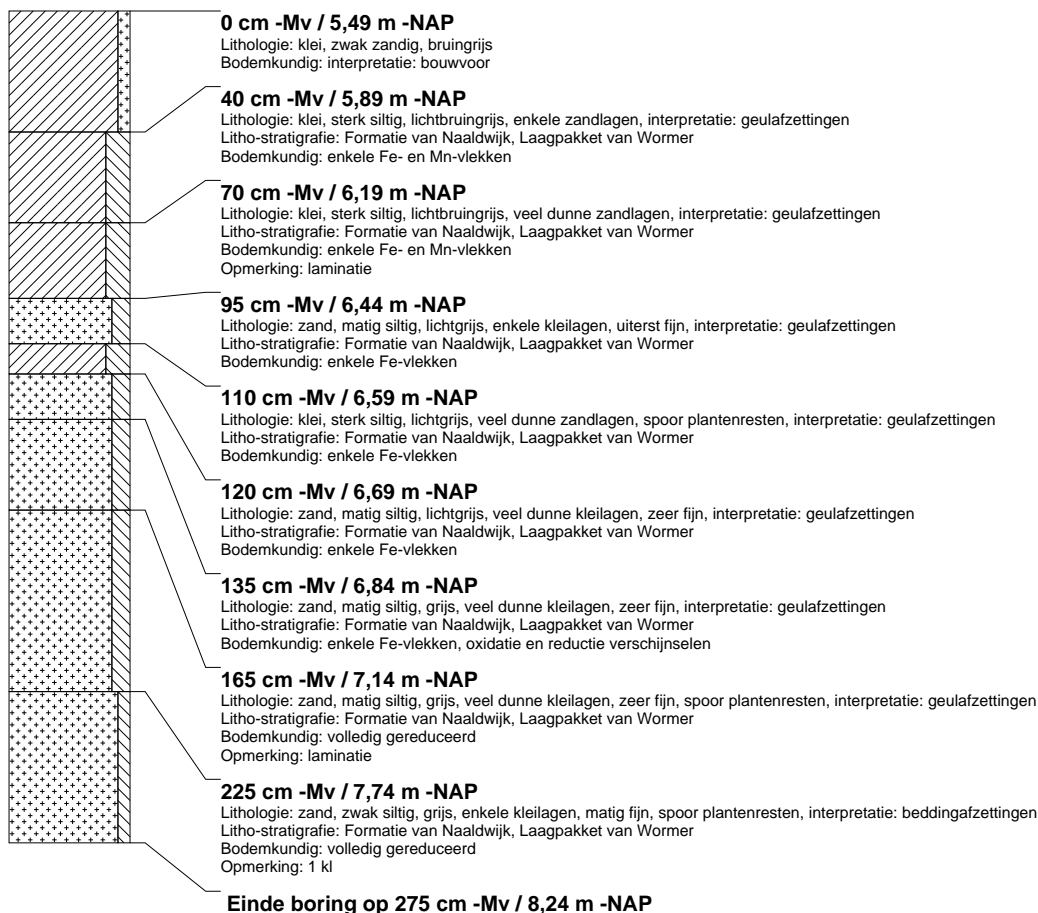 0 cm -Mv / 5,49 m -NAP
Lithologie: klei, zwak zandig, bruingrijs
Bodemkundig: interpretatie: bouwvoor
40 cm -Mv / 5,89 m -NAP
Lithologie: klei, sterk siltig, lichtbruingrijs, enkele zandlagen, interpretatie: geulafzettingen
Litho-stratigrafie: Formatie van Naaldwijk, Laagpakket van Wormer
Bodemkundig: enkele Fe- en Mn-vlekken
70 cm -Mv / 6,19 m -NAP
Lithologie: klei, sterk siltig, lichtbruingrijs, veel dunne zandlagen, interpretatie: geulafzettingen
Litho-stratigrafie: Formatie van Naaldwijk, Laagpakket van Wormer
Bodemkundig: enkele Fe- en Mn-vlekken
Opmerking: laminatie
95 cm -Mv / 6,44 m -NAP
Lithologie: zand, matig siltig, lichtgrijs, enkele kleilagen, uiterst fijn, interpretatie: geulafzettingen
Litho-stratigrafie: Formatie van Naaldwijk, Laagpakket van Wormer
Bodemkundig: enkele Fe-vlekken
110 cm -Mv / 6,59 m -NAP
Lithologie: klei, sterk siltig, lichtgrijs, veel dunne zandlagen, spoor plantenresten, interpretatie: geulafzettingen
Litho-stratigrafie: Formatie van Naaldwijk, Laagpakket van Wormer
Bodemkundig: enkele Fe-vlekken
120 cm -Mv / 6,69 m -NAP
Lithologie: zand, matig siltig, lichtgrijs, veel dunne kleilagen, zeer fijn, interpretatie: geulafzettingen
Litho-stratigrafie: Formatie van Naaldwijk, Laagpakket van Wormer
Bodemkundig: enkele Fe-vlekken
135 cm -Mv / 6,84 m -NAP
Lithologie: zand, matig siltig, grijs, veel dunne kleilagen, zeer fijn, interpretatie: geulafzettingen
Litho-stratigrafie: Formatie van Naaldwijk, Laagpakket van Wormer
Bodemkundig: enkele Fe-vlekken, oxidatie en reductie verschijnselen
165 cm -Mv / 7,14 m -NAP
Lithologie: zand, matig siltig, grijs, veel dunne kleilagen, zeer fijn, spoor plantenresten, interpretatie: geulafzettingen
Litho-stratigrafie: Formatie van Naaldwijk, Laagpakket van Wormer
Bodemkundig: volledig gereduceerd
Opmerking: laminatie
225 cm -Mv / 7,74 m -NAP
Lithologie: zand, zwak siltig, grijs, enkele kleilagen, matig fijn, spoor plantenresten, interpretatie: beddingafzettingen
Litho-stratigrafie: Formatie van Naaldwijk, Laagpakket van Wormer
Bodemkundig: volledig gereduceerd
Opmerking: 1 kl
Einde boring op 275 cm -Mv / 8,24 m -NAP